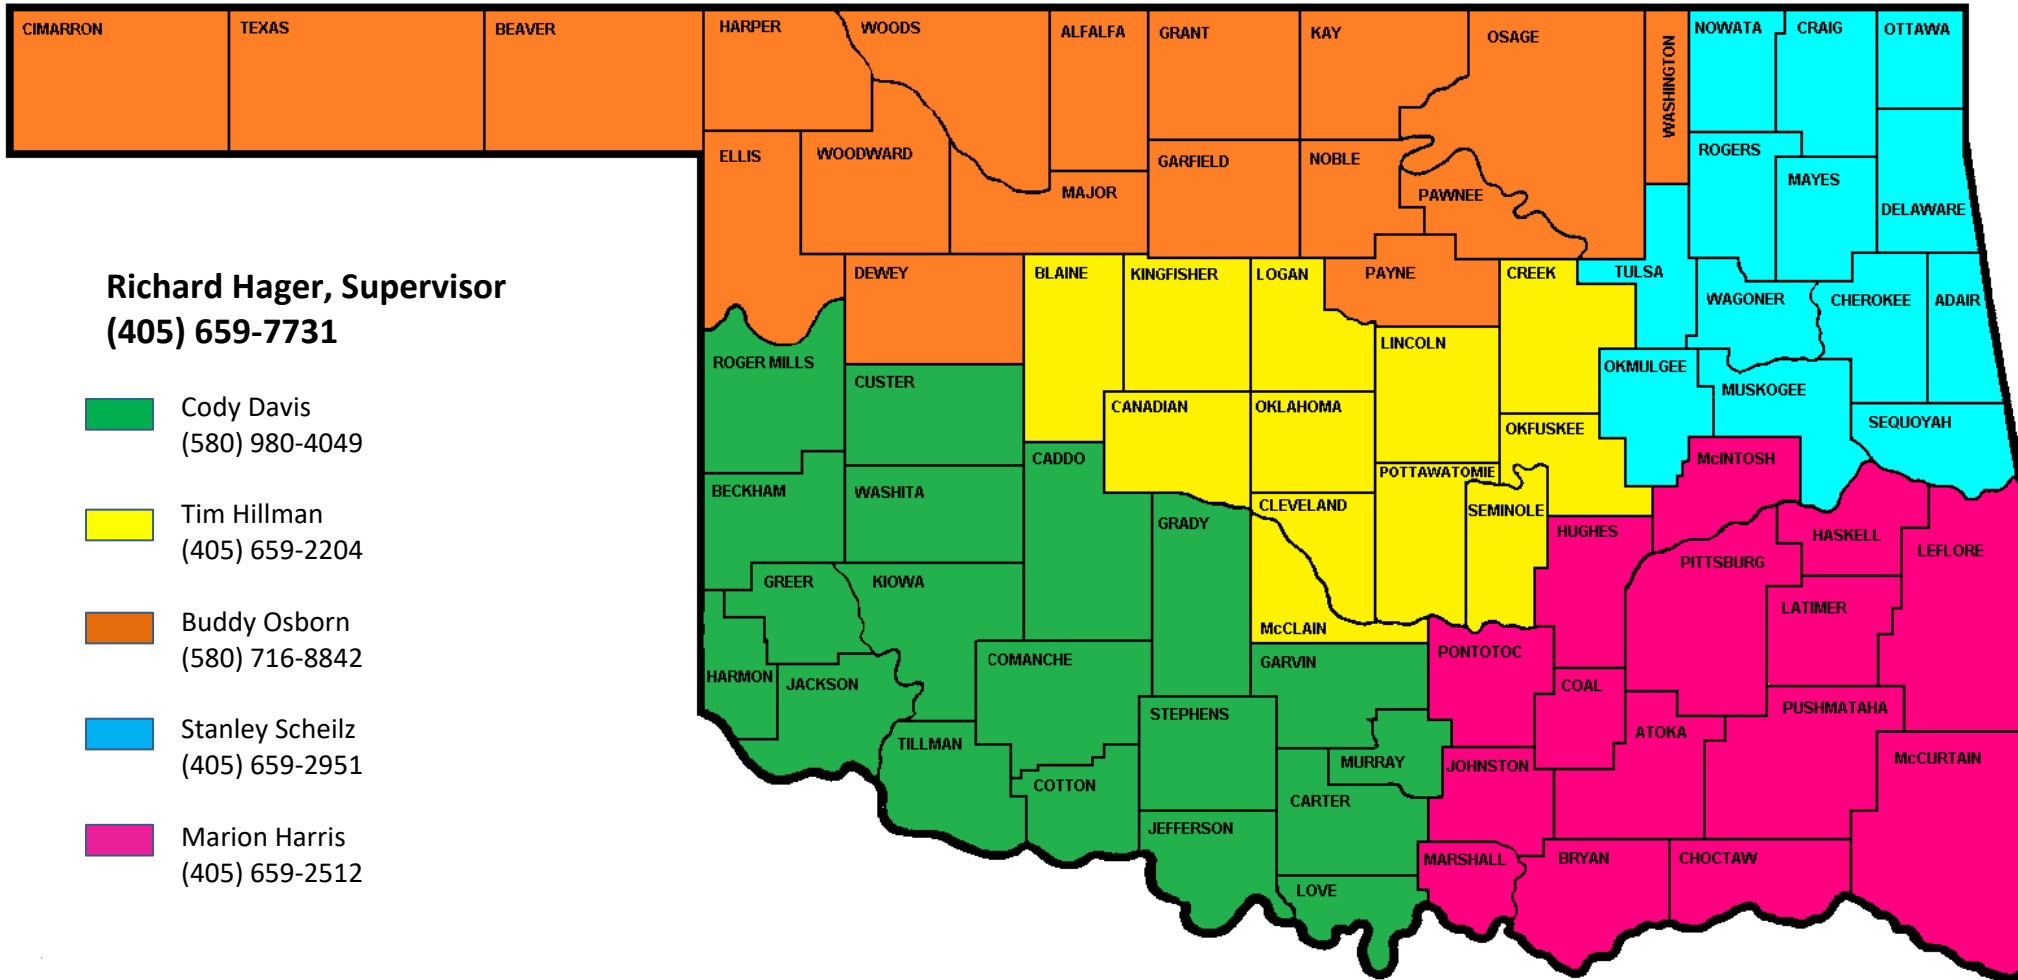 CIMARRON
TEXAS
BEAVER
HARPER
WOODS
ALFALFA
GRANT
KAY
OSAGE
WASHINGTON
NOWATA
CRAIG
OTTAWA
ELLIS
WOODWARD
MAJOR
GARFIELD
NOBLE
PAWNEE
ROGERS
MAYES
DELAWARE
DEWEY
BLAINE
KINGFISHER
LOGAN
PAYNE
CREEK
TULSA
WAGONER
CHEROKEE
ADAIR
Richard Hager, Supervisor
(405) 659-7731
ROGER MILLS
CUSTER
LINCOLN
OKMULGEE
MUSKOGEE
SEQUOYAH
Cody Davis
(580) 980-4049
CANADIAN
OKLAHOMA
OKFUSKEE
CADDO
McINTOSH
BECKHAM
WASHITA
POTTAWATOMIE
Tim Hillman
(405) 659-2204
GRADY
CLEVELAND
SEMINOLE
HUGHES
HASKELL
LEFLORE
PITTSBURG
GREER
KIOWA
LATIMER
Buddy Osborn
(580) 716-8842
McCLAIN
HARMON
JACKSON
COMANCHE
GARVIN
PONTOTOC
COAL
PUSHMATAHA
Stanley Scheilz
(405) 659-2951
TILLMAN
STEPHENS
ATOKA
MURRAY
JOHNSTON
McCURTAIN
COTTON
CARTER
Marion Harris
(405) 659-2512
JEFFERSON
MARSHALL
BRYAN
CHOCTAW
LOVE